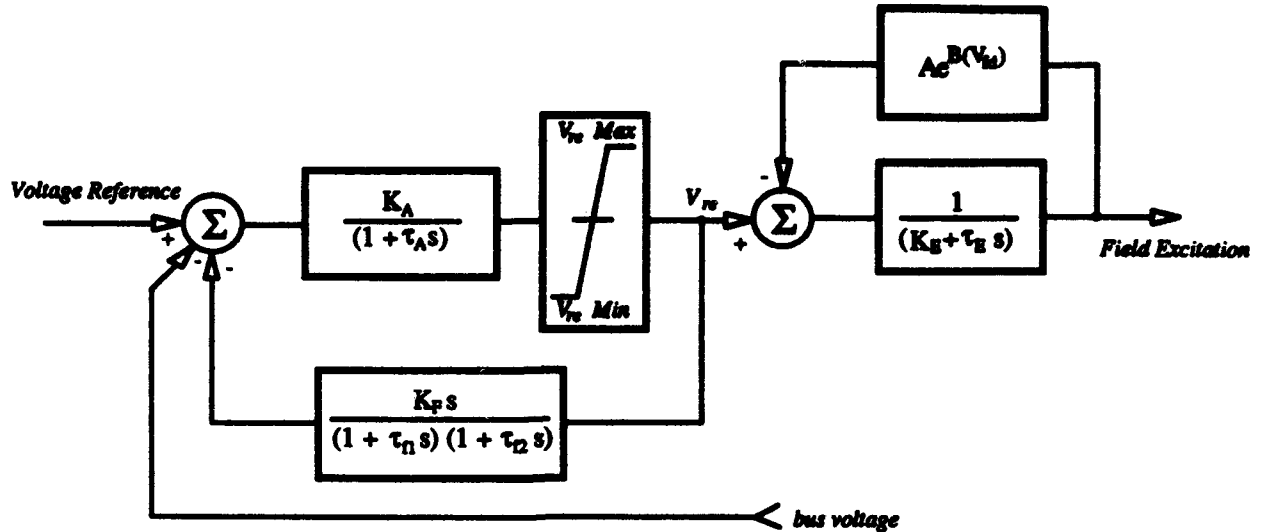 Ae^B(V_fd)
V_re Max
Voltage Reference
K_A
(1 + τ_A s)
V_re
1
(K_E + τ_E s)
Σ
Σ
+
-
-
-
+
Field Excitation
V_re Min
K_F s
(1 + τ_f1 s) (1 + τ_f2 s)
bus voltage